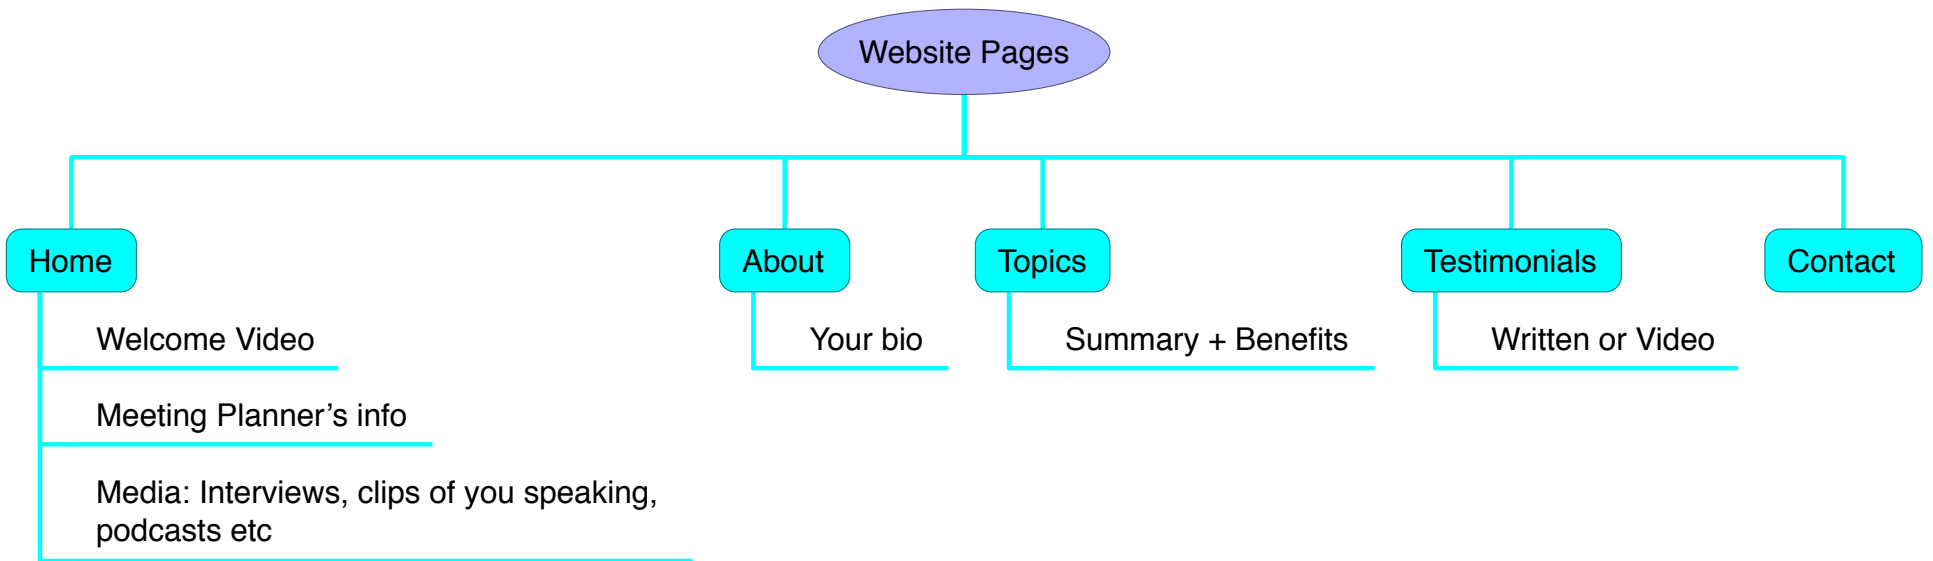 Website Pages
Home
About
Topics
Testimonials
Contact
Welcome Video
Your bio
Summary + Benefits
Written or Video
Meeting Planner’s info
Media: Interviews, clips of you speaking,
podcasts etc